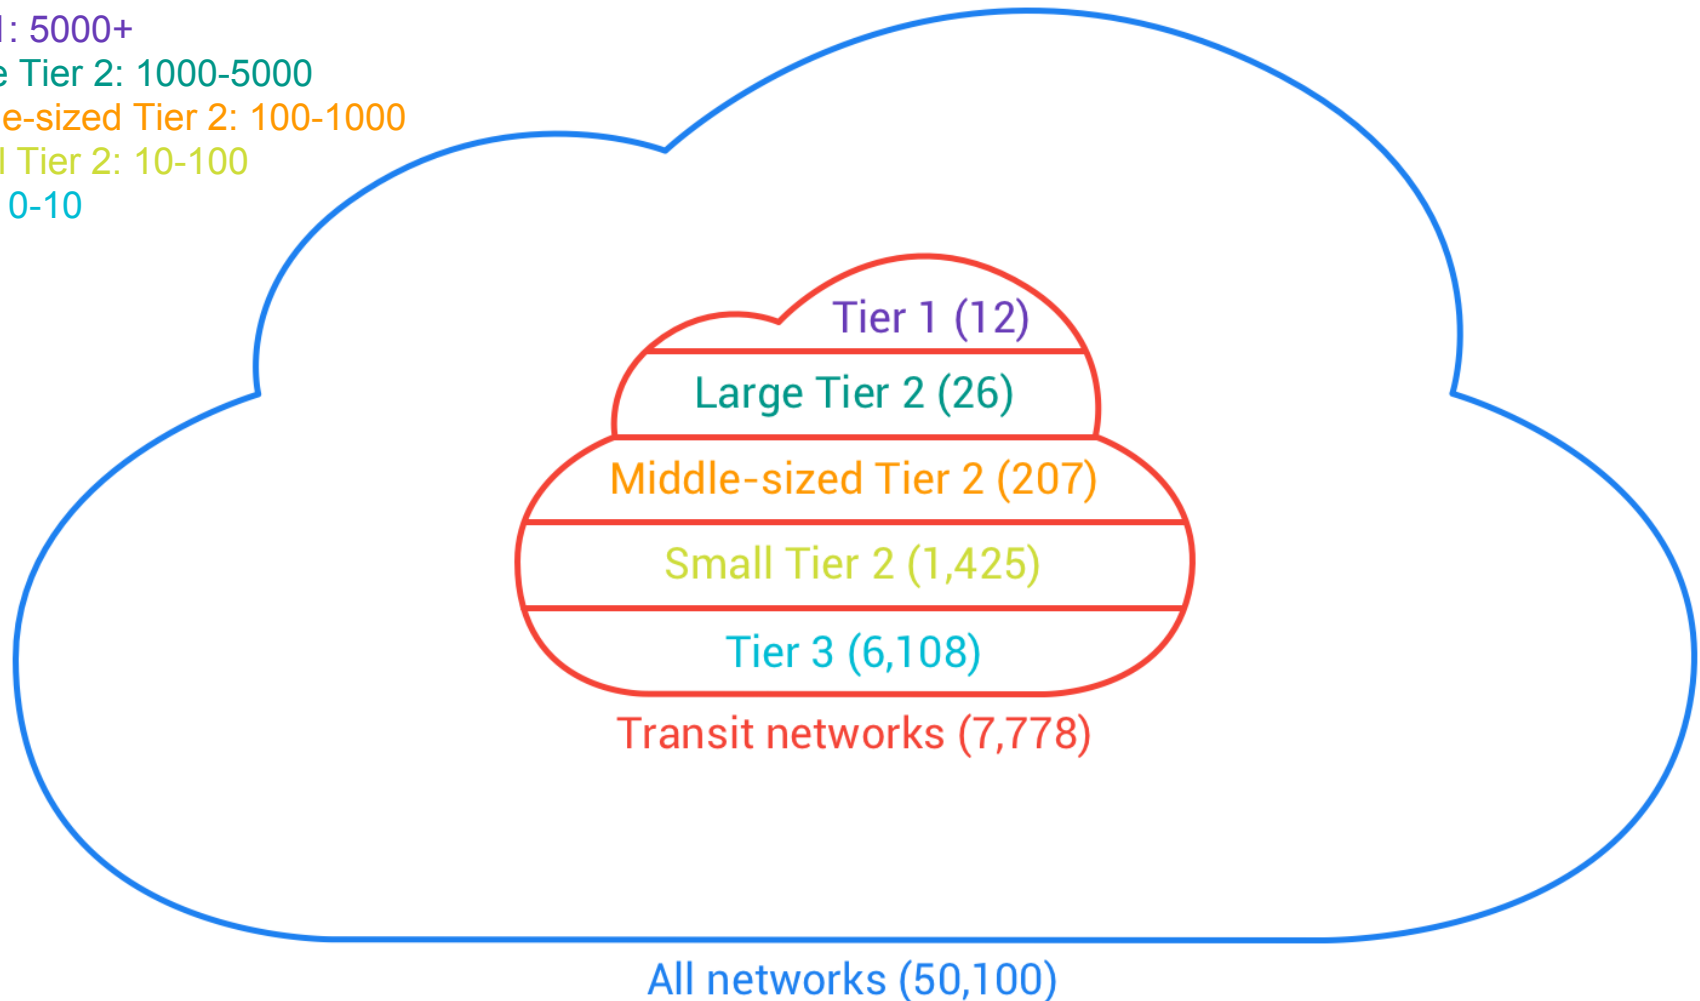 1: 5000+
e Tier 2: 1000-5000
e-sized Tier 2: 100-1000
l Tier 2: 10-100
0-10
Tier 1 (12)
Large Tier 2 (26)
Middle-sized Tier 2 (207)
Small Tier 2 (1,425)
Tier 3 (6,108)
Transit networks (7,778)
All networks (50,100)